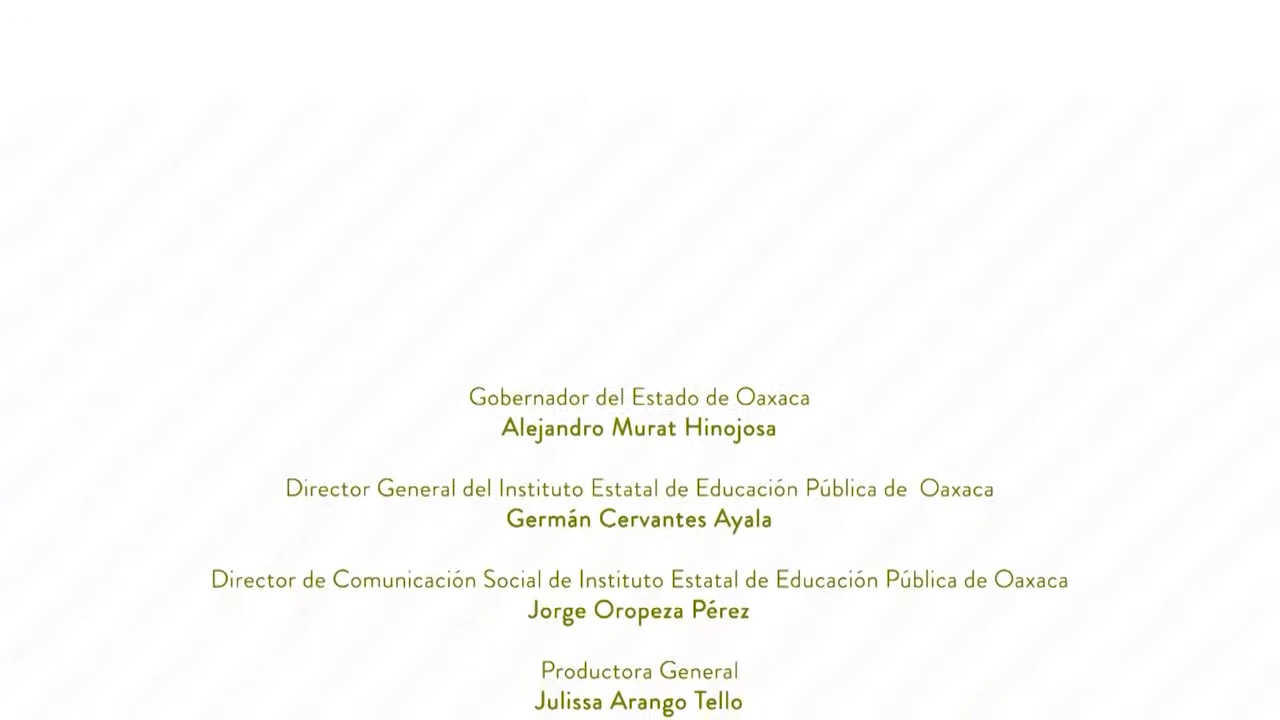 Gobernador del Estado de Oaxaca
Alejandro Murat Hinojosa
Director General del Instituto Estatal de Educación Pública de  Oaxaca
Germán Cervantes Ayala
Director de Comunicación Social de Instituto Estatal de Educación Pública de Oaxaca
Jorge Oropeza Pérez
Productora General
Julissa Arango Tello